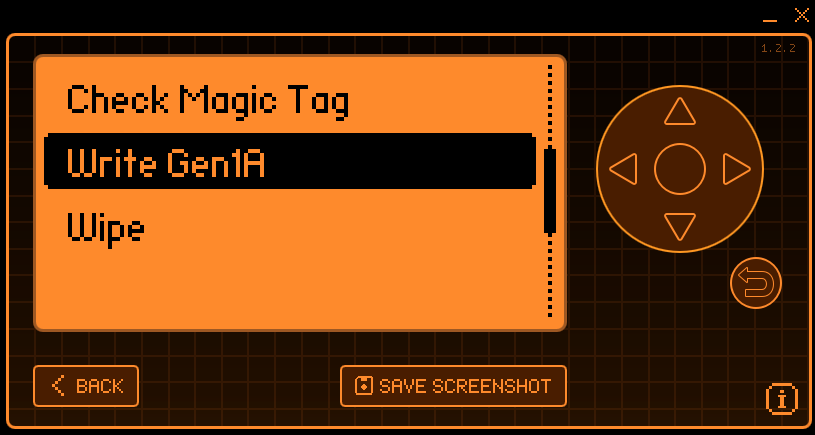 1.2.2
Check Magic Tag
Write Gen1A
Wipe
BACK
SAVE SCREENSHOT